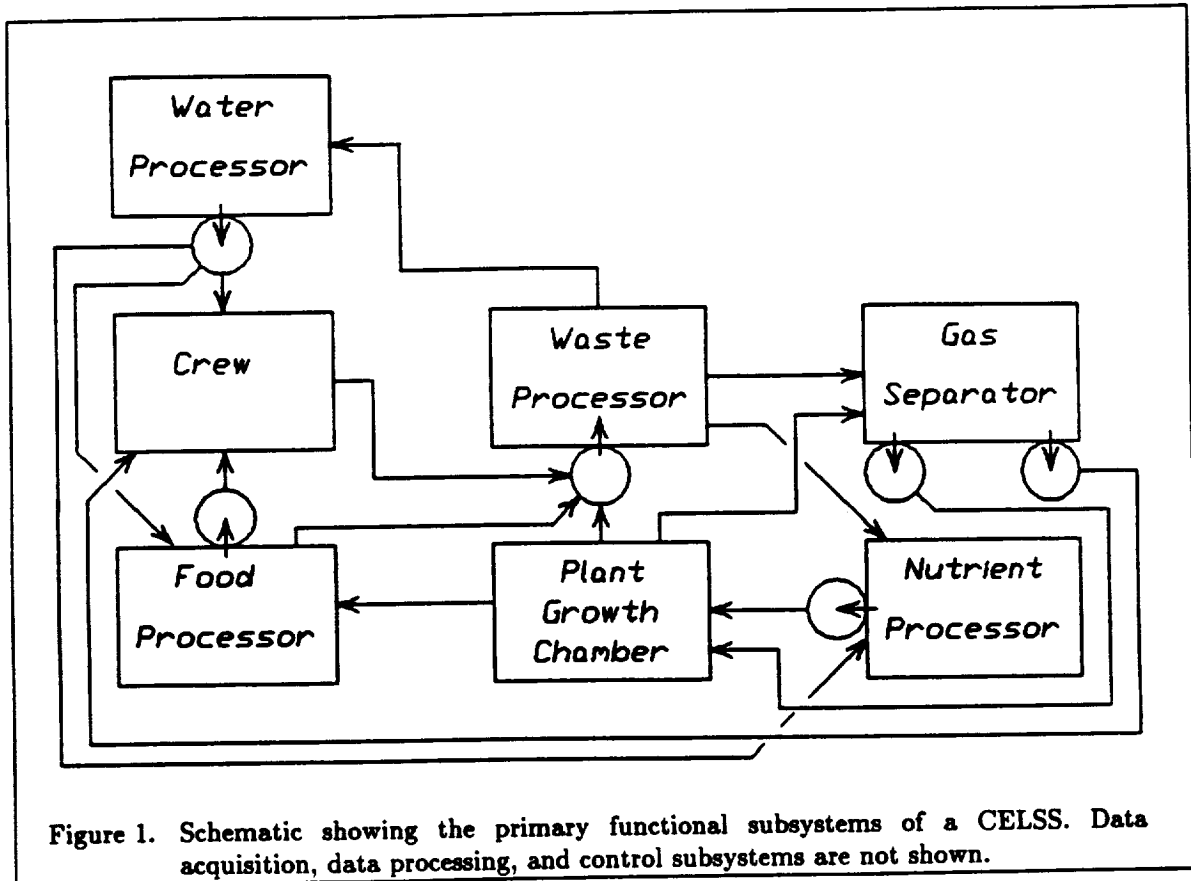 Water
Processor
Crew
Waste
Processor
Gas
Separator
Food
Processor
Plant
Growth
Chamber
Nutrient
Processor
Figure 1. Schematic showing the primary functional subsystems of a CELSS. Data
acquisition, data processing, and control subsystems are not shown.